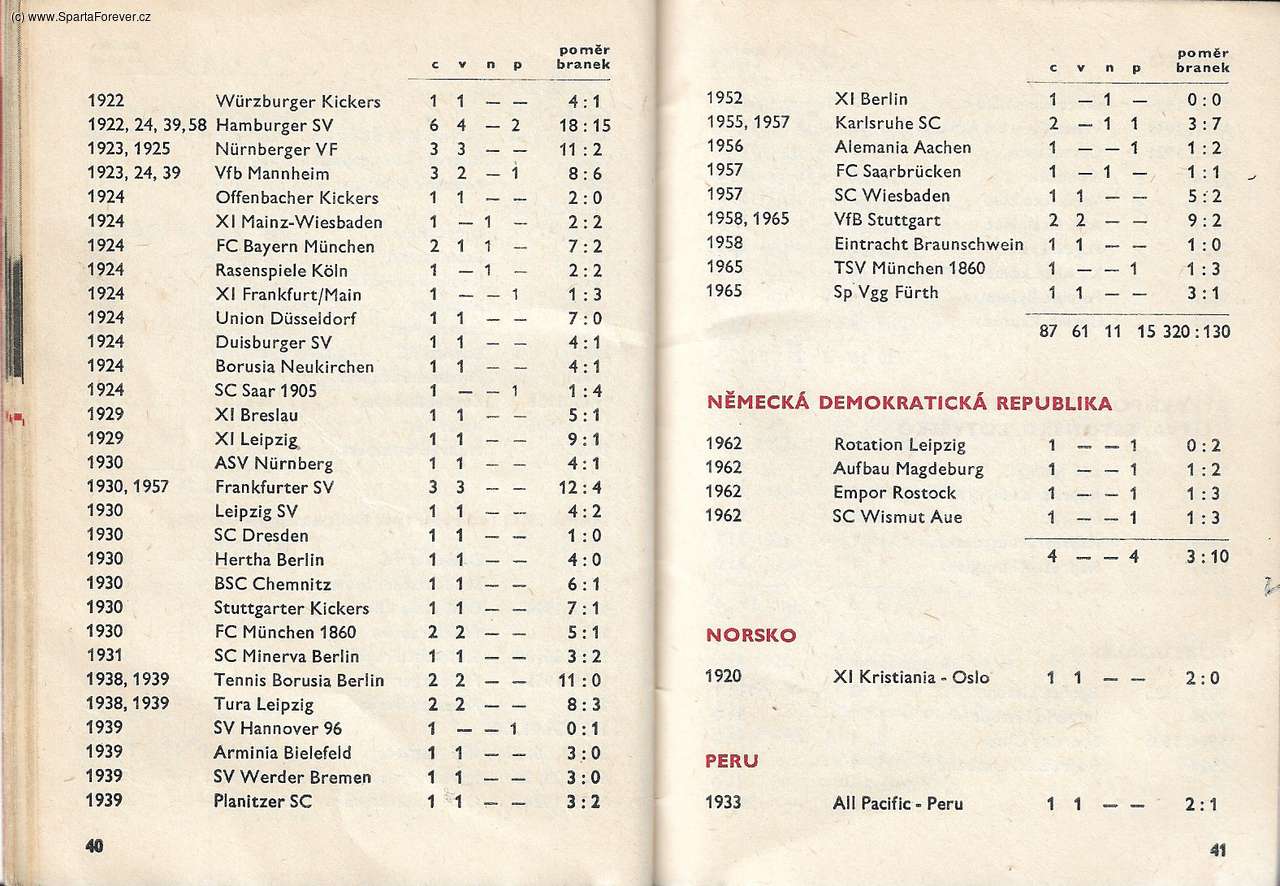 (c) www.SpartaForever.cz
poměr
c v n p branek
1922 Würzburger Kickers 1 1 — — 4 : 1
1922, 24, 39,58 Hamburger SV 6 4 — 2 18 : 15
1923, 1925 Nürnberger VF 3 3 — — 11 : 2
1923, 24, 39 Vfb Mannheim 3 2 — 1 8 : 6
1924 Offenbacher Kickers 1 1 — — 2 : 0
1924 XI Mainz-Wiesbaden 1 — 1 — 2 : 2
1924 FC Bayern München 2 1 1 — 7 : 2
1924 Rasenspiele Köln 1 — 1 — 2 : 2
1924 XI Frankfurt/Main 1 — — 1 1 : 3
1924 Union Düsseldorf 1 1 — — 7 : 0
1924 Duisburger SV 1 1 — — 4 : 1
1924 Borusia Neukirchen 1 1 — — 4 : 1
1924 SC Saar 1905 1 — — 1 1 : 4
1929 XI Breslau 1 1 — — 5 : 1
1929 XI Leipzig 1 1 — — 9 : 1
1930 ASV Nürnberg 1 1 — — 4 : 1
1930, 1957 Frankfurter SV 3 3 — — 12 : 4
1930 Leipzig SV 1 1 — — 4 : 2
1930 SC Dresden 1 1 — — 1 : 0
1930 Hertha Berlin 1 1 — — 4 : 0
1930 BSC Chemnitz 1 1 — — 6 : 1
1930 Stuttgarter Kickers 1 1 — — 7 : 1
1930 FC München 1860 2 2 — — 5 : 1
1931 SC Minerva Berlin 1 1 — — 3 : 2
1938, 1939 Tennis Borusia Berlin 2 2 — — 11 : 0
1938, 1939 Tura Leipzig 2 2 — — 8 : 3
1939 SV Hannover 96 1 — — 1 0 : 1
1939 Arminia Bielefeld 1 1 — — 3 : 0
1939 SV Werder Bremen 1 1 — — 3 : 0
1939 Planitzer SC 1 1 — — 3 : 2
40
poměr
c v n p branek
1952 XI Berlin 1 — 1 — 0 : 0
1955, 1957 Karlsruhe SC 2 — 1 1 3 : 7
1956 Alemania Aachen 1 — — 1 1 : 2
1957 FC Saarbrücken 1 — 1 — 1 : 1
1957 SC Wiesbaden 1 1 — — 5 : 2
1958, 1965 VfB Stuttgart 2 2 — — 9 : 2
1958 Eintracht Braunschwein 1 1 — — 1 : 0
1965 TSV München 1860 1 — — 1 1 : 3
1965 Sp Vgg Fürth 1 1 — — 3 : 1
87 61 11 15 320 : 130
NĚMECKÁ DEMOKRATICKÁ REPUBLIKA
1962 Rotation Leipzig 1 — — 1 0 : 2
1962 Aufbau Magdeburg 1 — — 1 1 : 2
1962 Empor Rostock 1 — — 1 1 : 3
1962 SC Wismut Aue 1 — — 1 1 : 3
4 — — 4 3 : 10
NORSKO
1920 XI Kristiania - Oslo 1 1 — — 2 : 0
PERU
1933 All Pacific - Peru 1 1 — — 2 : 1
41